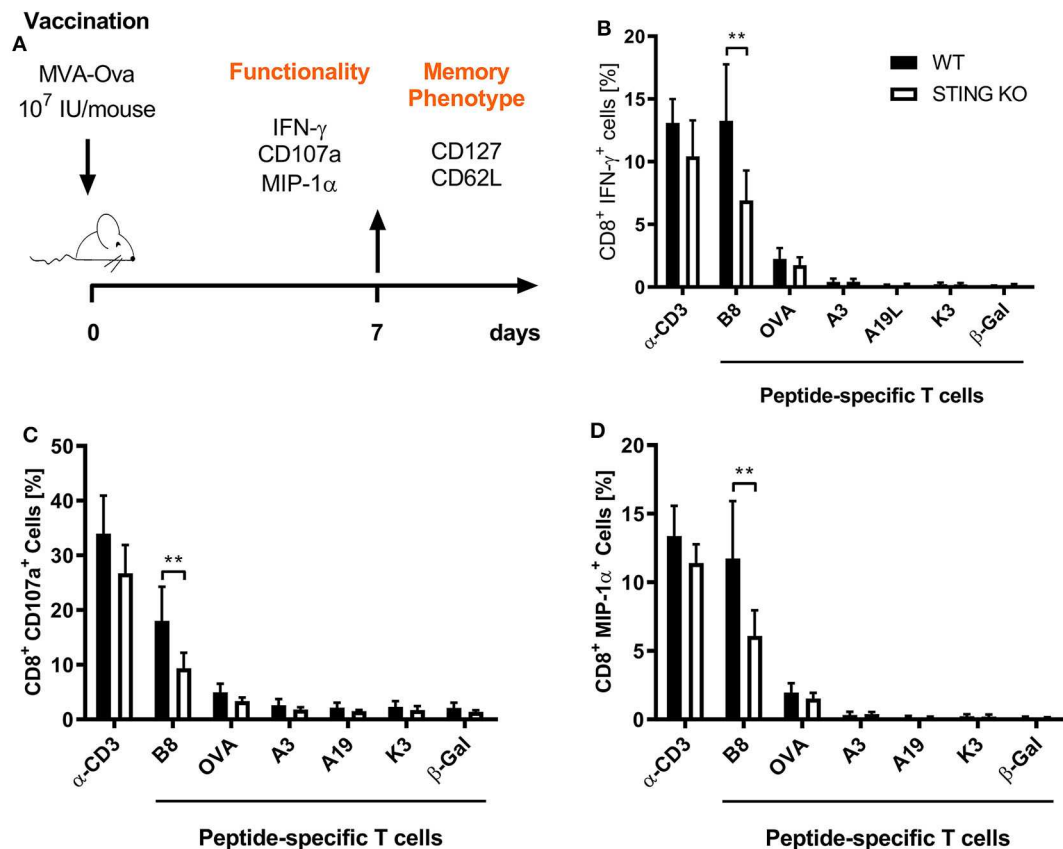 A
Vaccination
MVA-Ova
10⁷ IU/mouse
Functionality
IFN-γ
CD107a
MIP-1α
Memory
Phenotype
CD127
CD62L
0
7
days
B
CD8⁺ IFN-γ⁺ cells [%]
20
15
10
5
0
**
WT
STING KO
α-CD3
B8
OVA
A3
A19L
K3
β-Gal
Peptide-specific T cells
C
CD8⁺ CD107a⁺ Cells [%]
50
40
30
20
10
0
**
α-CD3
B8
OVA
A3
A19
K3
β-Gal
Peptide-specific T cells
D
CD8⁺ MIP-1α⁺ Cells [%]
20
15
10
5
0
**
α-CD3
B8
OVA
A3
A19
K3
β-Gal
Peptide-specific T cells